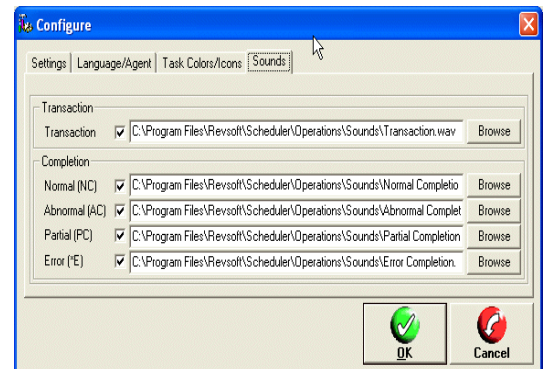 Configure
Settings Language/Agent Task Colors/Icons Sounds
Transaction
Transaction C:\Program Files\Revsoft\Scheduler\Operations\Sounds\Transaction.wav Browse
Completion
Normal (NC) C:\Program Files\Revsoft\Scheduler\Operations\Sounds\Normal Completio Browse
Abnormal (AC) C:\Program Files\Revsoft\Scheduler\Operations\Sounds\Abnormal Complet Browse
Partial (PC) C:\Program Files\Revsoft\Scheduler\Operations\Sounds\Partial Completion Browse
Error (*E) C:\Program Files\Revsoft\Scheduler\Operations\Sounds\Error Completion. Browse
OK Cancel